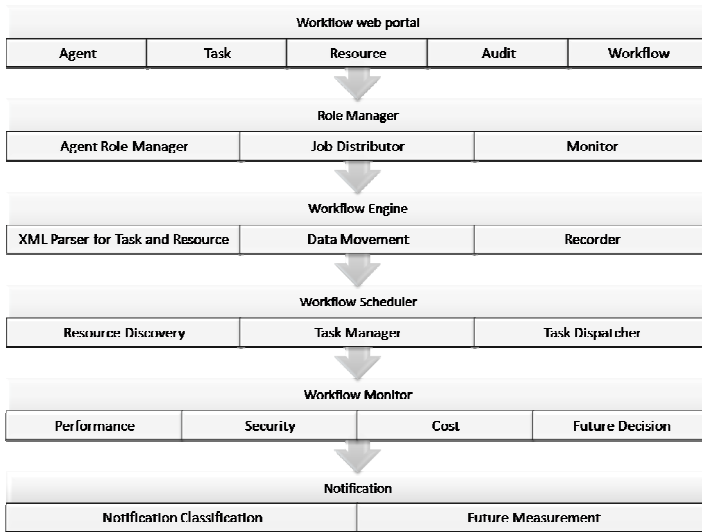 Workflow web portal
Agent Task Resource Audit Workflow
Role Manager
Agent Role Manager Job Distributor Monitor
Workflow Engine
XML Parser for Task and Resource Data Movement Recorder
Workflow Scheduler
Resource Discovery Task Manager Task Dispatcher
Workflow Monitor
Performance Security Cost Future Decision
Notification
Notification Classification Future Measurement